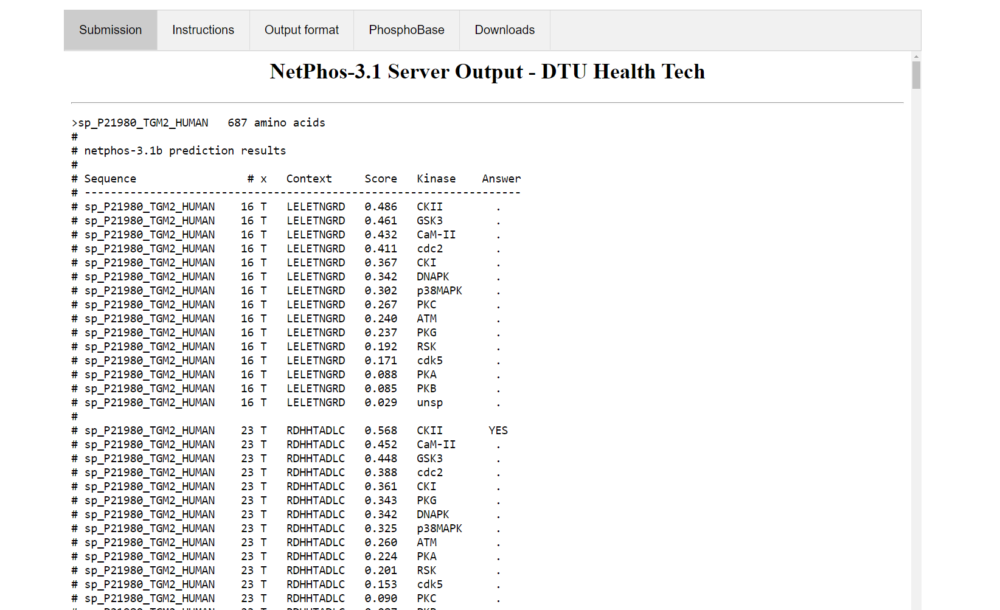 Submission Instructions Output format PhosphoBase Downloads
NetPhos-3.1 Server Output - DTU Health Tech
>sp_P21980_TGM2_HUMAN   687 amino acids
#
# netphos-3.1b prediction results
#
# Sequence                 # x   Context     Score   Kinase    Answer
# -------------------------------------------------------------------
# sp_P21980_TGM2_HUMAN    16 T   LELETNGRD   0.486   CKII        .
# sp_P21980_TGM2_HUMAN    16 T   LELETNGRD   0.461   GSK3        .
# sp_P21980_TGM2_HUMAN    16 T   LELETNGRD   0.432   CaM-II      .
# sp_P21980_TGM2_HUMAN    16 T   LELETNGRD   0.411   cdc2        .
# sp_P21980_TGM2_HUMAN    16 T   LELETNGRD   0.367   CKI         .
# sp_P21980_TGM2_HUMAN    16 T   LELETNGRD   0.342   DNAPK       .
# sp_P21980_TGM2_HUMAN    16 T   LELETNGRD   0.302   p38MAPK     .
# sp_P21980_TGM2_HUMAN    16 T   LELETNGRD   0.267   PKC         .
# sp_P21980_TGM2_HUMAN    16 T   LELETNGRD   0.240   ATM         .
# sp_P21980_TGM2_HUMAN    16 T   LELETNGRD   0.237   PKG         .
# sp_P21980_TGM2_HUMAN    16 T   LELETNGRD   0.192   RSK         .
# sp_P21980_TGM2_HUMAN    16 T   LELETNGRD   0.171   cdk5        .
# sp_P21980_TGM2_HUMAN    16 T   LELETNGRD   0.088   PKA         .
# sp_P21980_TGM2_HUMAN    16 T   LELETNGRD   0.085   PKB         .
# sp_P21980_TGM2_HUMAN    16 T   LELETNGRD   0.029   unsp        .
#
# sp_P21980_TGM2_HUMAN    23 T   RDHHTADLC   0.568   CKII       YES
# sp_P21980_TGM2_HUMAN    23 T   RDHHTADLC   0.452   CaM-II      .
# sp_P21980_TGM2_HUMAN    23 T   RDHHTADLC   0.448   GSK3        .
# sp_P21980_TGM2_HUMAN    23 T   RDHHTADLC   0.388   cdc2        .
# sp_P21980_TGM2_HUMAN    23 T   RDHHTADLC   0.361   CKI         .
# sp_P21980_TGM2_HUMAN    23 T   RDHHTADLC   0.343   PKG         .
# sp_P21980_TGM2_HUMAN    23 T   RDHHTADLC   0.342   DNAPK       .
# sp_P21980_TGM2_HUMAN    23 T   RDHHTADLC   0.325   p38MAPK     .
# sp_P21980_TGM2_HUMAN    23 T   RDHHTADLC   0.260   ATM         .
# sp_P21980_TGM2_HUMAN    23 T   RDHHTADLC   0.224   PKA         .
# sp_P21980_TGM2_HUMAN    23 T   RDHHTADLC   0.201   RSK         .
# sp_P21980_TGM2_HUMAN    23 T   RDHHTADLC   0.153   cdk5        .
# sp_P21980_TGM2_HUMAN    23 T   RDHHTADLC   0.090   PKC         .